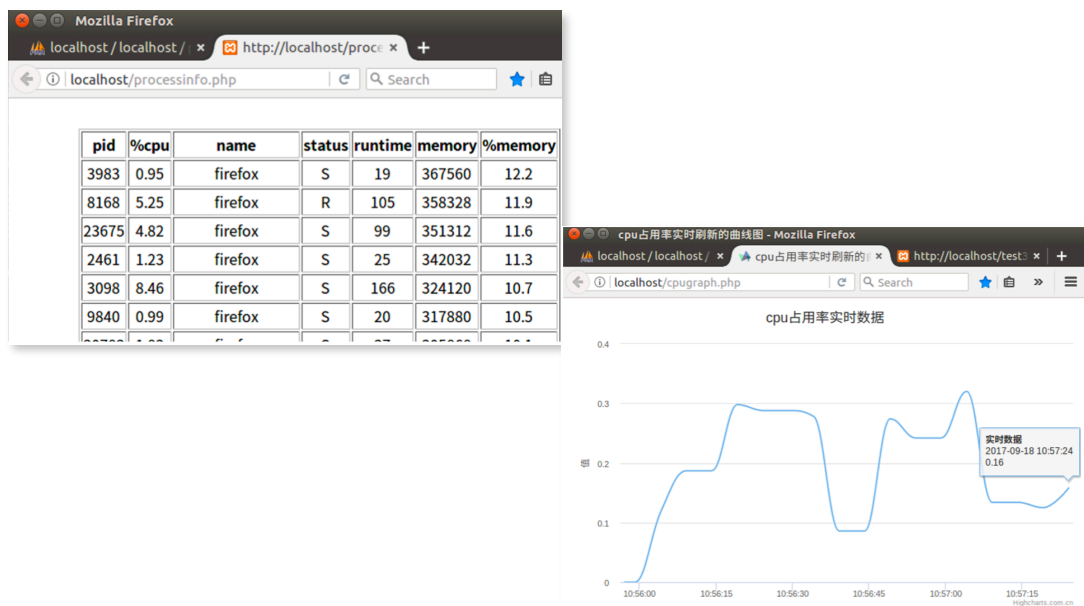 Mozilla Firefox
localhost / localhost /
http://localhost/proce
localhost/processinfo.php
Search
pid %cpu name status runtime memory %memory
3983 0.95 firefox S 19 367560 12.2
8168 5.25 firefox R 105 358328 11.9
23675 4.82 firefox S 99 351312 11.6
2461 1.23 firefox S 25 342032 11.3
3098 8.46 firefox S 166 324120 10.7
9840 0.99 firefox S 20 317880 10.5
cpu占用率实时刷新的曲线图 - Mozilla Firefox
localhost / localhost /
cpu占用率实时刷新的
http://localhost/test3
localhost/cpugraph.php
Search
cpu占用率实时数据
0.4
0.3
0.2
0.1
0
值
实时数据
2017-09-18 10:57:24
0.16
10:56:00 10:56:15 10:56:30 10:56:45 10:57:00 10:57:15
Highcharts.com.cn